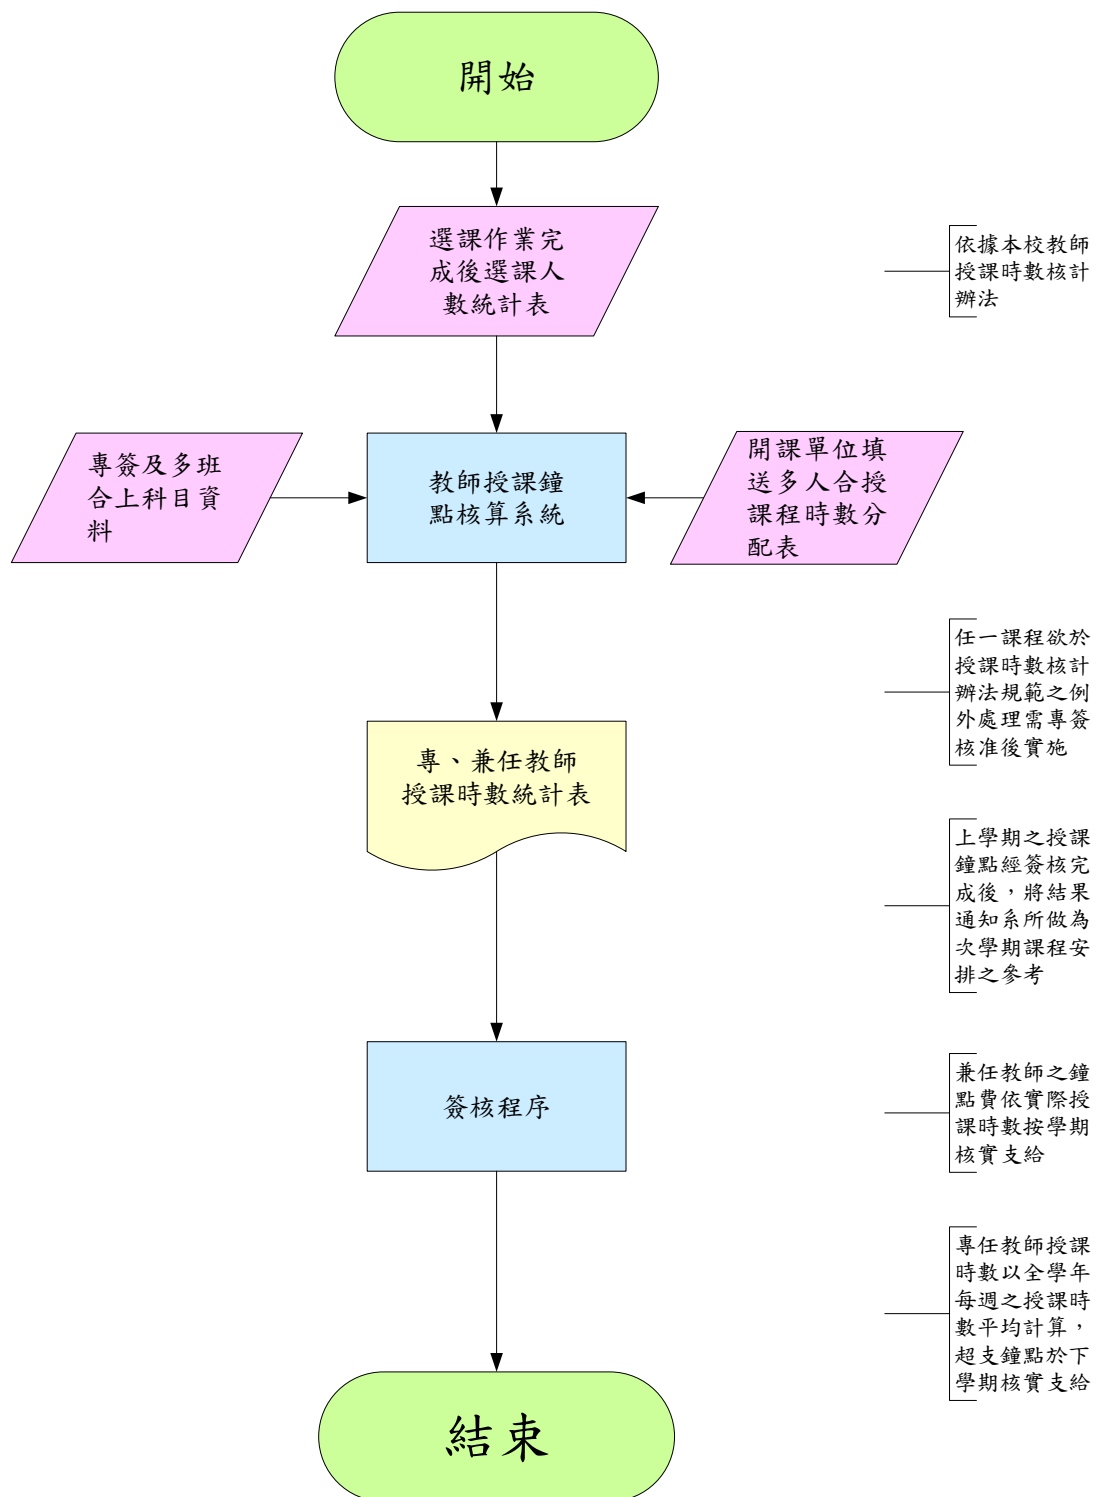 開始
選課作業完
成後選課人
數統計表
依據本校教師
授課時數核計
辦法
專簽及多班
合上科目資
料
教師授課鐘
點核算系統
開課單位填
送多人合授
課程時數分
配表
任一課程欲於
授課時數核計
辦法規範之例
外處理需專簽
核准後實施
專、兼任教師
授課時數統計表
上學期之授課
鐘點經簽核完
成後，將結果
通知系所做為
次學期課程安
排之參考
簽核程序
兼任教師之鐘
點費依實際授
課時數按學期
核實支給
專任教師授課
時數以全學年
每週之授課時
數平均計算，
超支鐘點於下
學期核實支給
結束